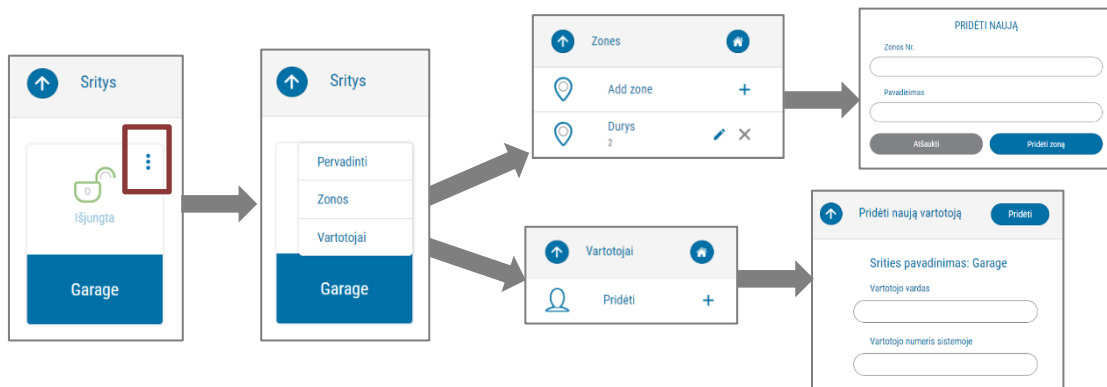 Sritys
Išjungta
Garage
Sritys
Pervadinti
Zonos
Vartotojai
Garage
Zones
Add zone
Durys
2
PRIDĖTI NAUJĄ
Zonos Nr.
Pavadinimas
Atšaukti
Pridėti zoną
Vartotojai
Pridėti
Pridėti naują vartotoją
Pridėti
Srities pavadinimas: Garage
Vartotojo vardas
Vartotojo numeris sistemoje